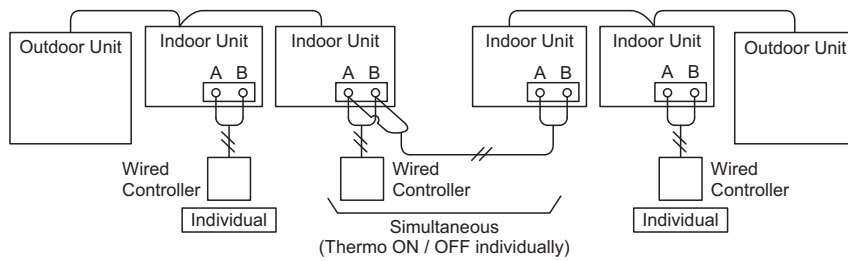 Outdoor Unit
Indoor Unit
Indoor Unit
Indoor Unit
Indoor Unit
Outdoor Unit
A B
A B
A B
A B
Wired
Controller
Wired
Controller
Wired
Controller
Individual
Simultaneous
(Thermo ON / OFF individually)
Individual